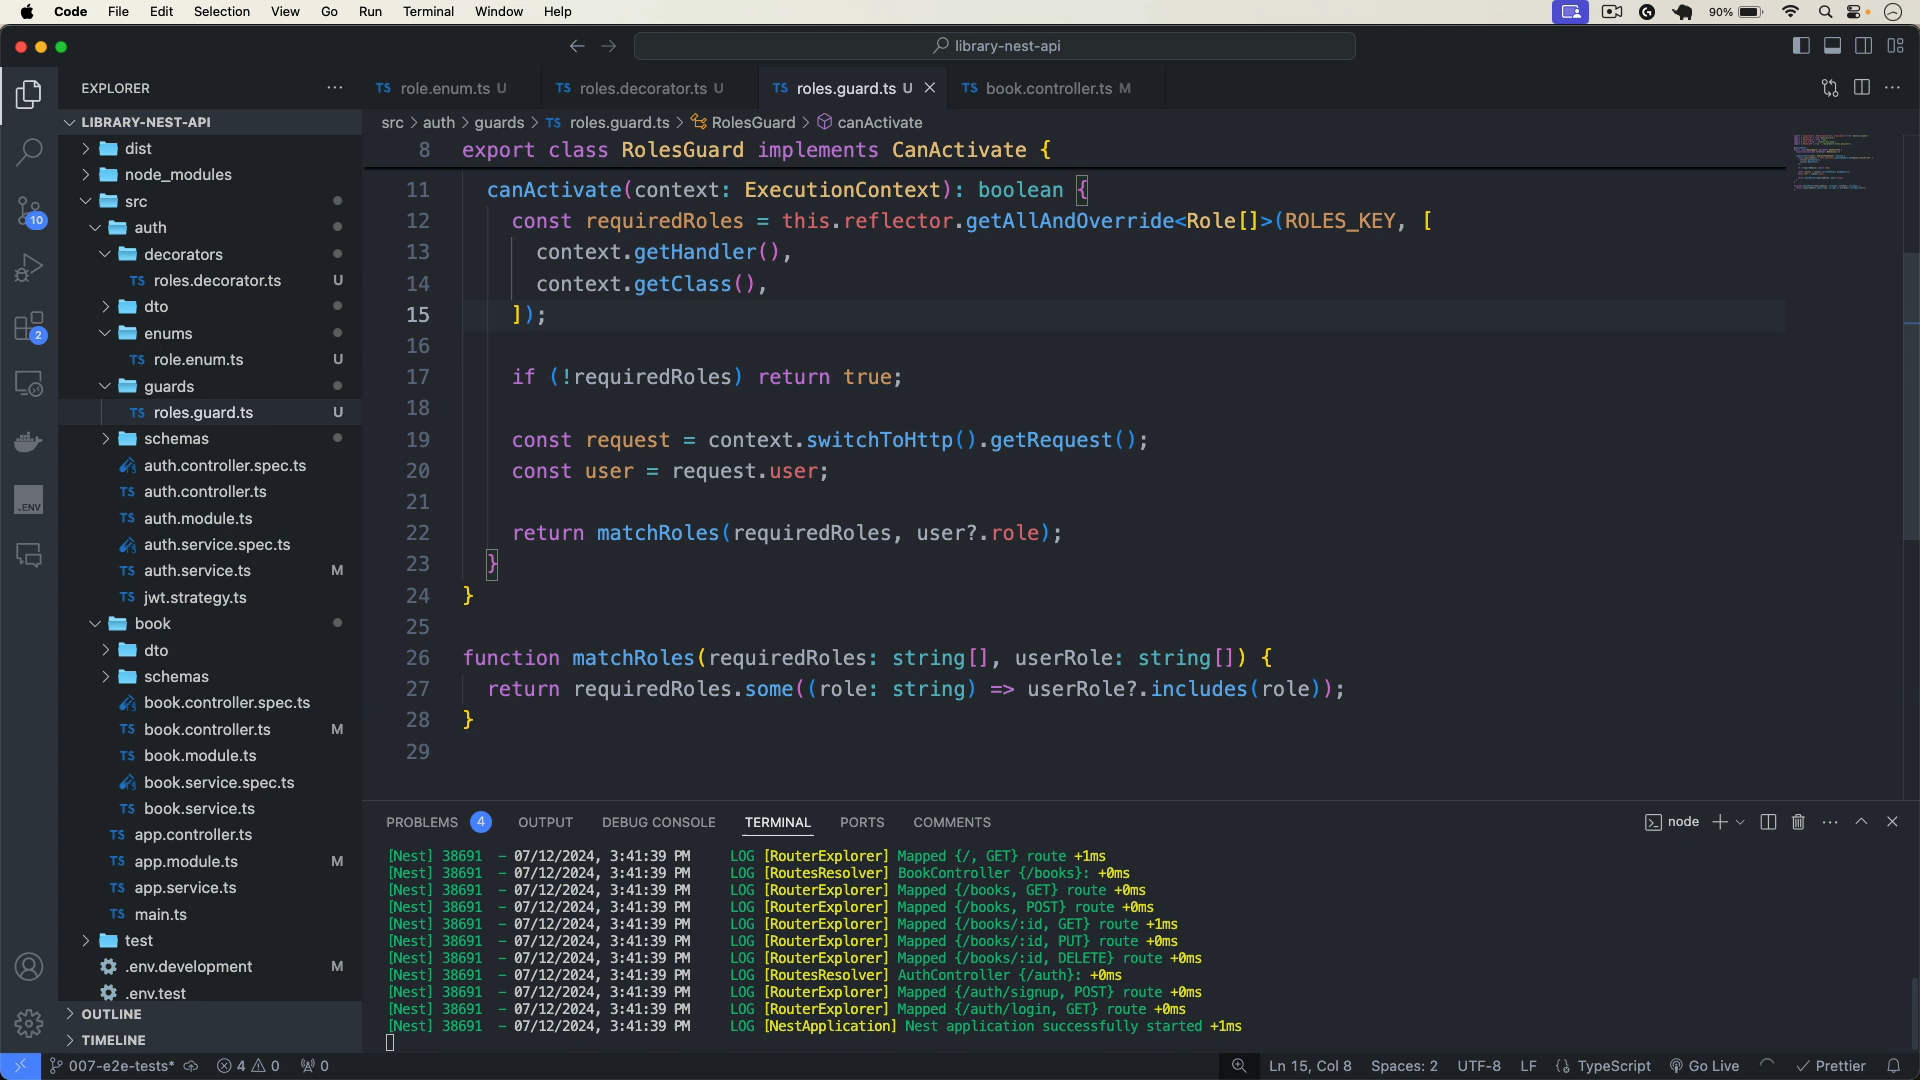 Code File Edit Selection View Go Run Terminal Window Help
90%
library-nest-api
EXPLORER
role.enum.ts U
roles.decorator.ts U
roles.guard.ts U
book.controller.ts M
src > auth > guards > TS roles.guard.ts > RolesGuard > canActivate
LIBRARY-NEST-API
dist
node_modules
src
auth
decorators
TS roles.decorator.ts U
dto
enums
TS role.enum.ts U
guards
TS roles.guard.ts U
schemas
auth.controller.spec.ts
TS auth.controller.ts
TS auth.module.ts
auth.service.spec.ts
TS auth.service.ts M
TS jwt.strategy.ts
book
dto
schemas
book.controller.spec.ts
TS book.controller.ts M
TS book.module.ts
book.service.spec.ts
TS book.service.ts
TS app.controller.ts
TS app.module.ts M
TS app.service.ts
TS main.ts
test
.env.development M
.env.test
OUTLINE
TIMELINE
10
2
.ENV
8 export class RolesGuard implements CanActivate {
11 canActivate(context: ExecutionContext): boolean {
12 const requiredRoles = this.reflector.getAllAndOverride<Role[]>(ROLES_KEY, [
13 context.getHandler(),
14 context.getClass(),
15 ]);
16
17 if (!requiredRoles) return true;
18
19 const request = context.switchToHttp().getRequest();
20 const user = request.user;
21
22 return matchRoles(requiredRoles, user?.role);
23 }
24 }
25
26 function matchRoles(requiredRoles: string[], userRole: string[]) {
27 return requiredRoles.some((role: string) => userRole?.includes(role));
28 }
29
PROBLEMS 4 OUTPUT DEBUG CONSOLE TERMINAL PORTS COMMENTS
node
[Nest] 38691 - 07/12/2024, 3:41:39 PM LOG [RouterExplorer] Mapped {/, GET} route +1ms
[Nest] 38691 - 07/12/2024, 3:41:39 PM LOG [RoutesResolver] BookController {/books}: +0ms
[Nest] 38691 - 07/12/2024, 3:41:39 PM LOG [RouterExplorer] Mapped {/books, GET} route +0ms
[Nest] 38691 - 07/12/2024, 3:41:39 PM LOG [RouterExplorer] Mapped {/books, POST} route +0ms
[Nest] 38691 - 07/12/2024, 3:41:39 PM LOG [RouterExplorer] Mapped {/books/:id, GET} route +1ms
[Nest] 38691 - 07/12/2024, 3:41:39 PM LOG [RouterExplorer] Mapped {/books/:id, PUT} route +0ms
[Nest] 38691 - 07/12/2024, 3:41:39 PM LOG [RouterExplorer] Mapped {/books/:id, DELETE} route +0ms
[Nest] 38691 - 07/12/2024, 3:41:39 PM LOG [RoutesResolver] AuthController {/auth}: +0ms
[Nest] 38691 - 07/12/2024, 3:41:39 PM LOG [RouterExplorer] Mapped {/auth/signup, POST} route +0ms
[Nest] 38691 - 07/12/2024, 3:41:39 PM LOG [RouterExplorer] Mapped {/auth/login, GET} route +0ms
[Nest] 38691 - 07/12/2024, 3:41:39 PM LOG [NestApplication] Nest application successfully started +1ms
007-e2e-tests* 4 0 0 Ln 15, Col 8 Spaces: 2 UTF-8 LF {} TypeScript Go Live Prettier